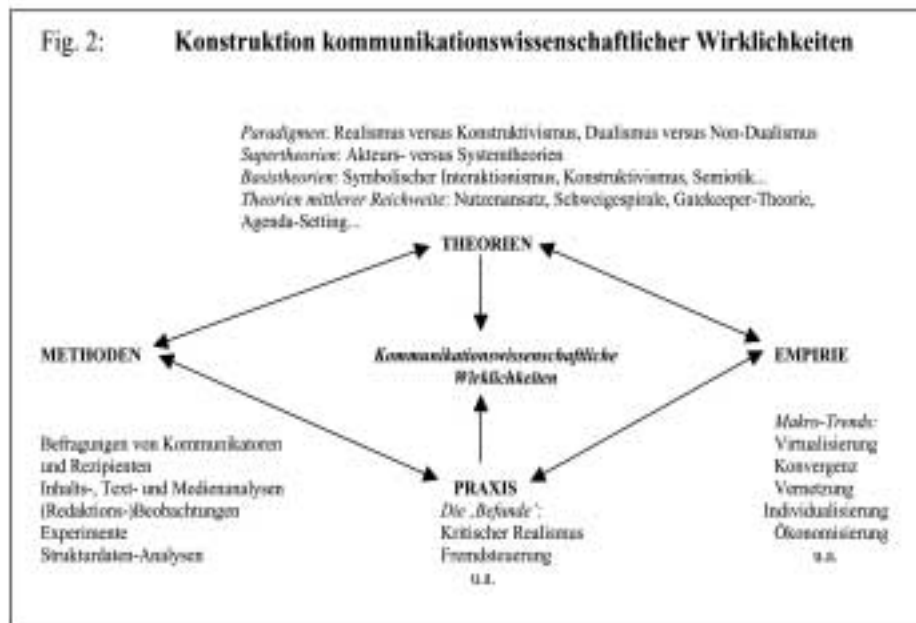 Fig. 2: Konstruktion kommunikationswissenschaftlicher Wirklichkeiten
Paradigmen: Realismus versus Konstruktivismus, Dualismus versus Non-Dualismus
Supertheorien: Akteurs- versus Systemtheorien
Basistheorien: Symbolischer Interaktionismus, Konstruktivismus, Semiotik...
Theorien mittlerer Reichweite: Nutzenansatz, Schweigespirale, Gatekeeper-Theorie,
Agenda-Setting...
THEORIEN
METHODEN
Kommunikationswissenschaftliche
Wirklichkeiten
EMPIRIE
Befragungen von Kommunikatoren
und Rezipienten
Inhalts-, Text- und Medienanalysen
(Redaktions-)Beobachtungen
Experimente
Strukturdaten-Analysen
PRAXIS
Die ‚Befunde‘:
Kritischer Realismus
Fremdsteuerung
u.a.
Makro-Trends:
Virtualisierung
Konvergenz
Vernetzung
Individualisierung
Ökonomisierung
u.a.